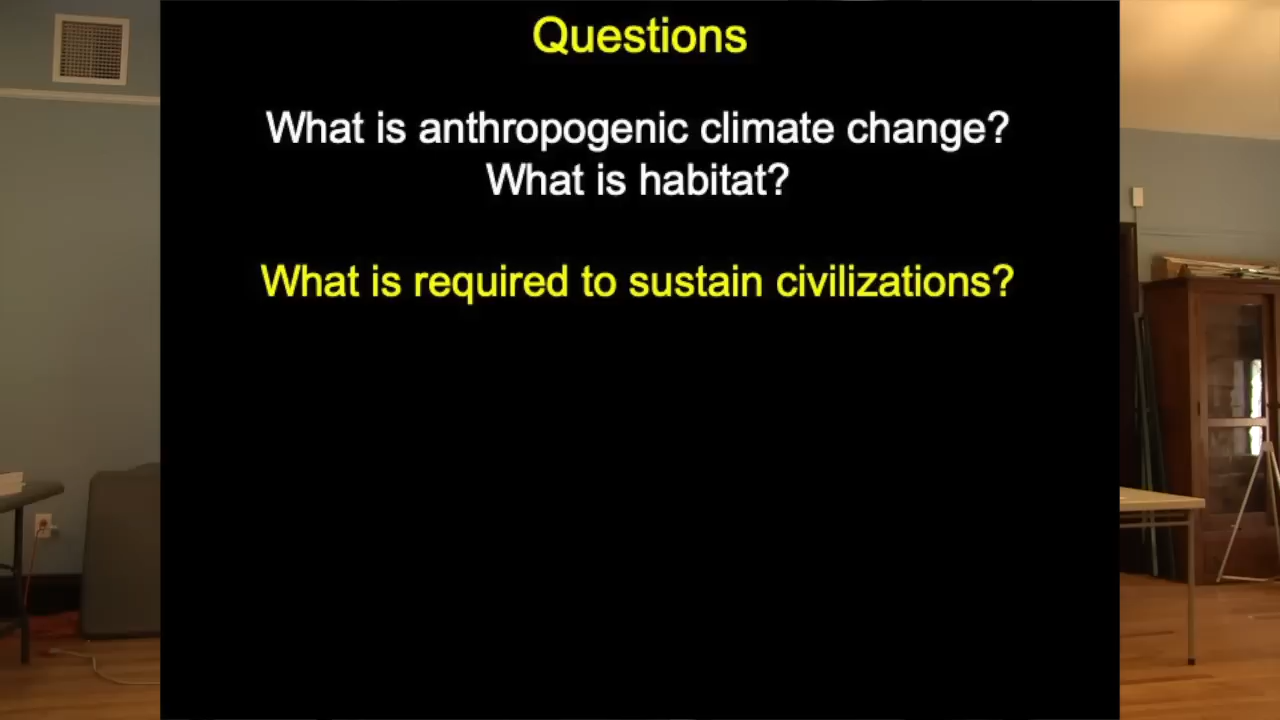 Questions
What is anthropogenic climate change?
What is habitat?
What is required to sustain civilizations?